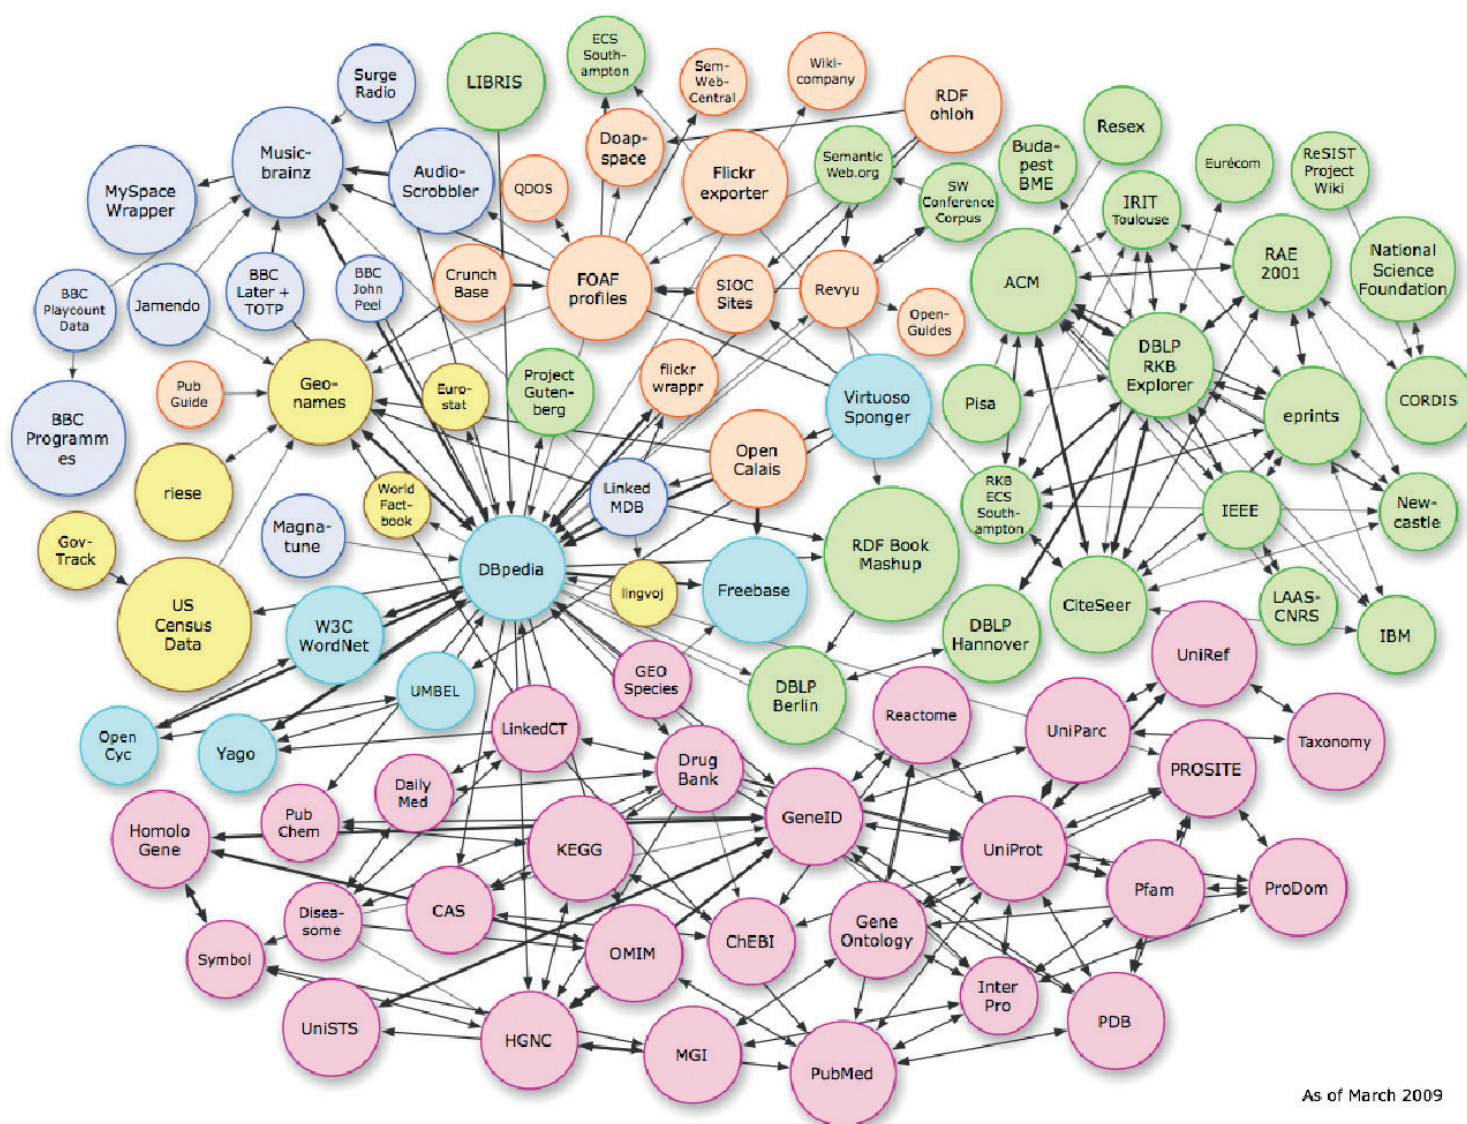 ECS
South-
ampton
Surge
Radio
LIBRIS
Sem-
Web-
Central
Wiki-
company
RDF
ohloh
Resex
Music-
brainz
Doap-
space
Buda-
pest
BME
Eurécom
ReSIST
Project
Wiki
MySpace
Wrapper
Audio-
Scrobbler
QDOS
Flickr
exporter
Semantic
Web.org
SW
Conference
Corpus
IRIT
Toulouse
RAE
2001
National
Science
Foundation
BBC
Playcount
Data
Jamendo
BBC
Later +
TOTP
BBC
John
Peel
Crunch
Base
FOAF
profiles
SIOC
Sites
Revyu
Open-
Guides
ACM
DBLP
RKB
Explorer
Pub
Guide
Geo-
names
Euro-
stat
Project
Guten-
berg
flickr
wrappr
Virtuoso
Sponger
Pisa
eprints
CORDIS
BBC
Programm
es
riese
World
Fact-
book
Linked
MDB
Open
Calais
RKB
ECS
South-
ampton
IEEE
New-
castle
Gov-
Track
Magna-
tune
DBpedia
RDF Book
Mashup
US
Census
Data
W3C
WordNet
lingvoj
Freebase
CiteSeer
LAAS-
CNRS
IBM
DBLP
Hannover
UniRef
UMBEL
GEO
Species
DBLP
Berlin
Open
Cyc
Yago
LinkedCT
Reactome
UniParc
Taxonomy
Daily
Med
Drug
Bank
PROSITE
Homolo
Gene
Pub
Chem
KEGG
GeneID
UniProt
Pfam
ProDom
Disea-
some
CAS
Gene
Ontology
Symbol
OMIM
ChEBI
Inter
Pro
UniSTS
HGNC
MGI
PubMed
PDB
As of March 2009